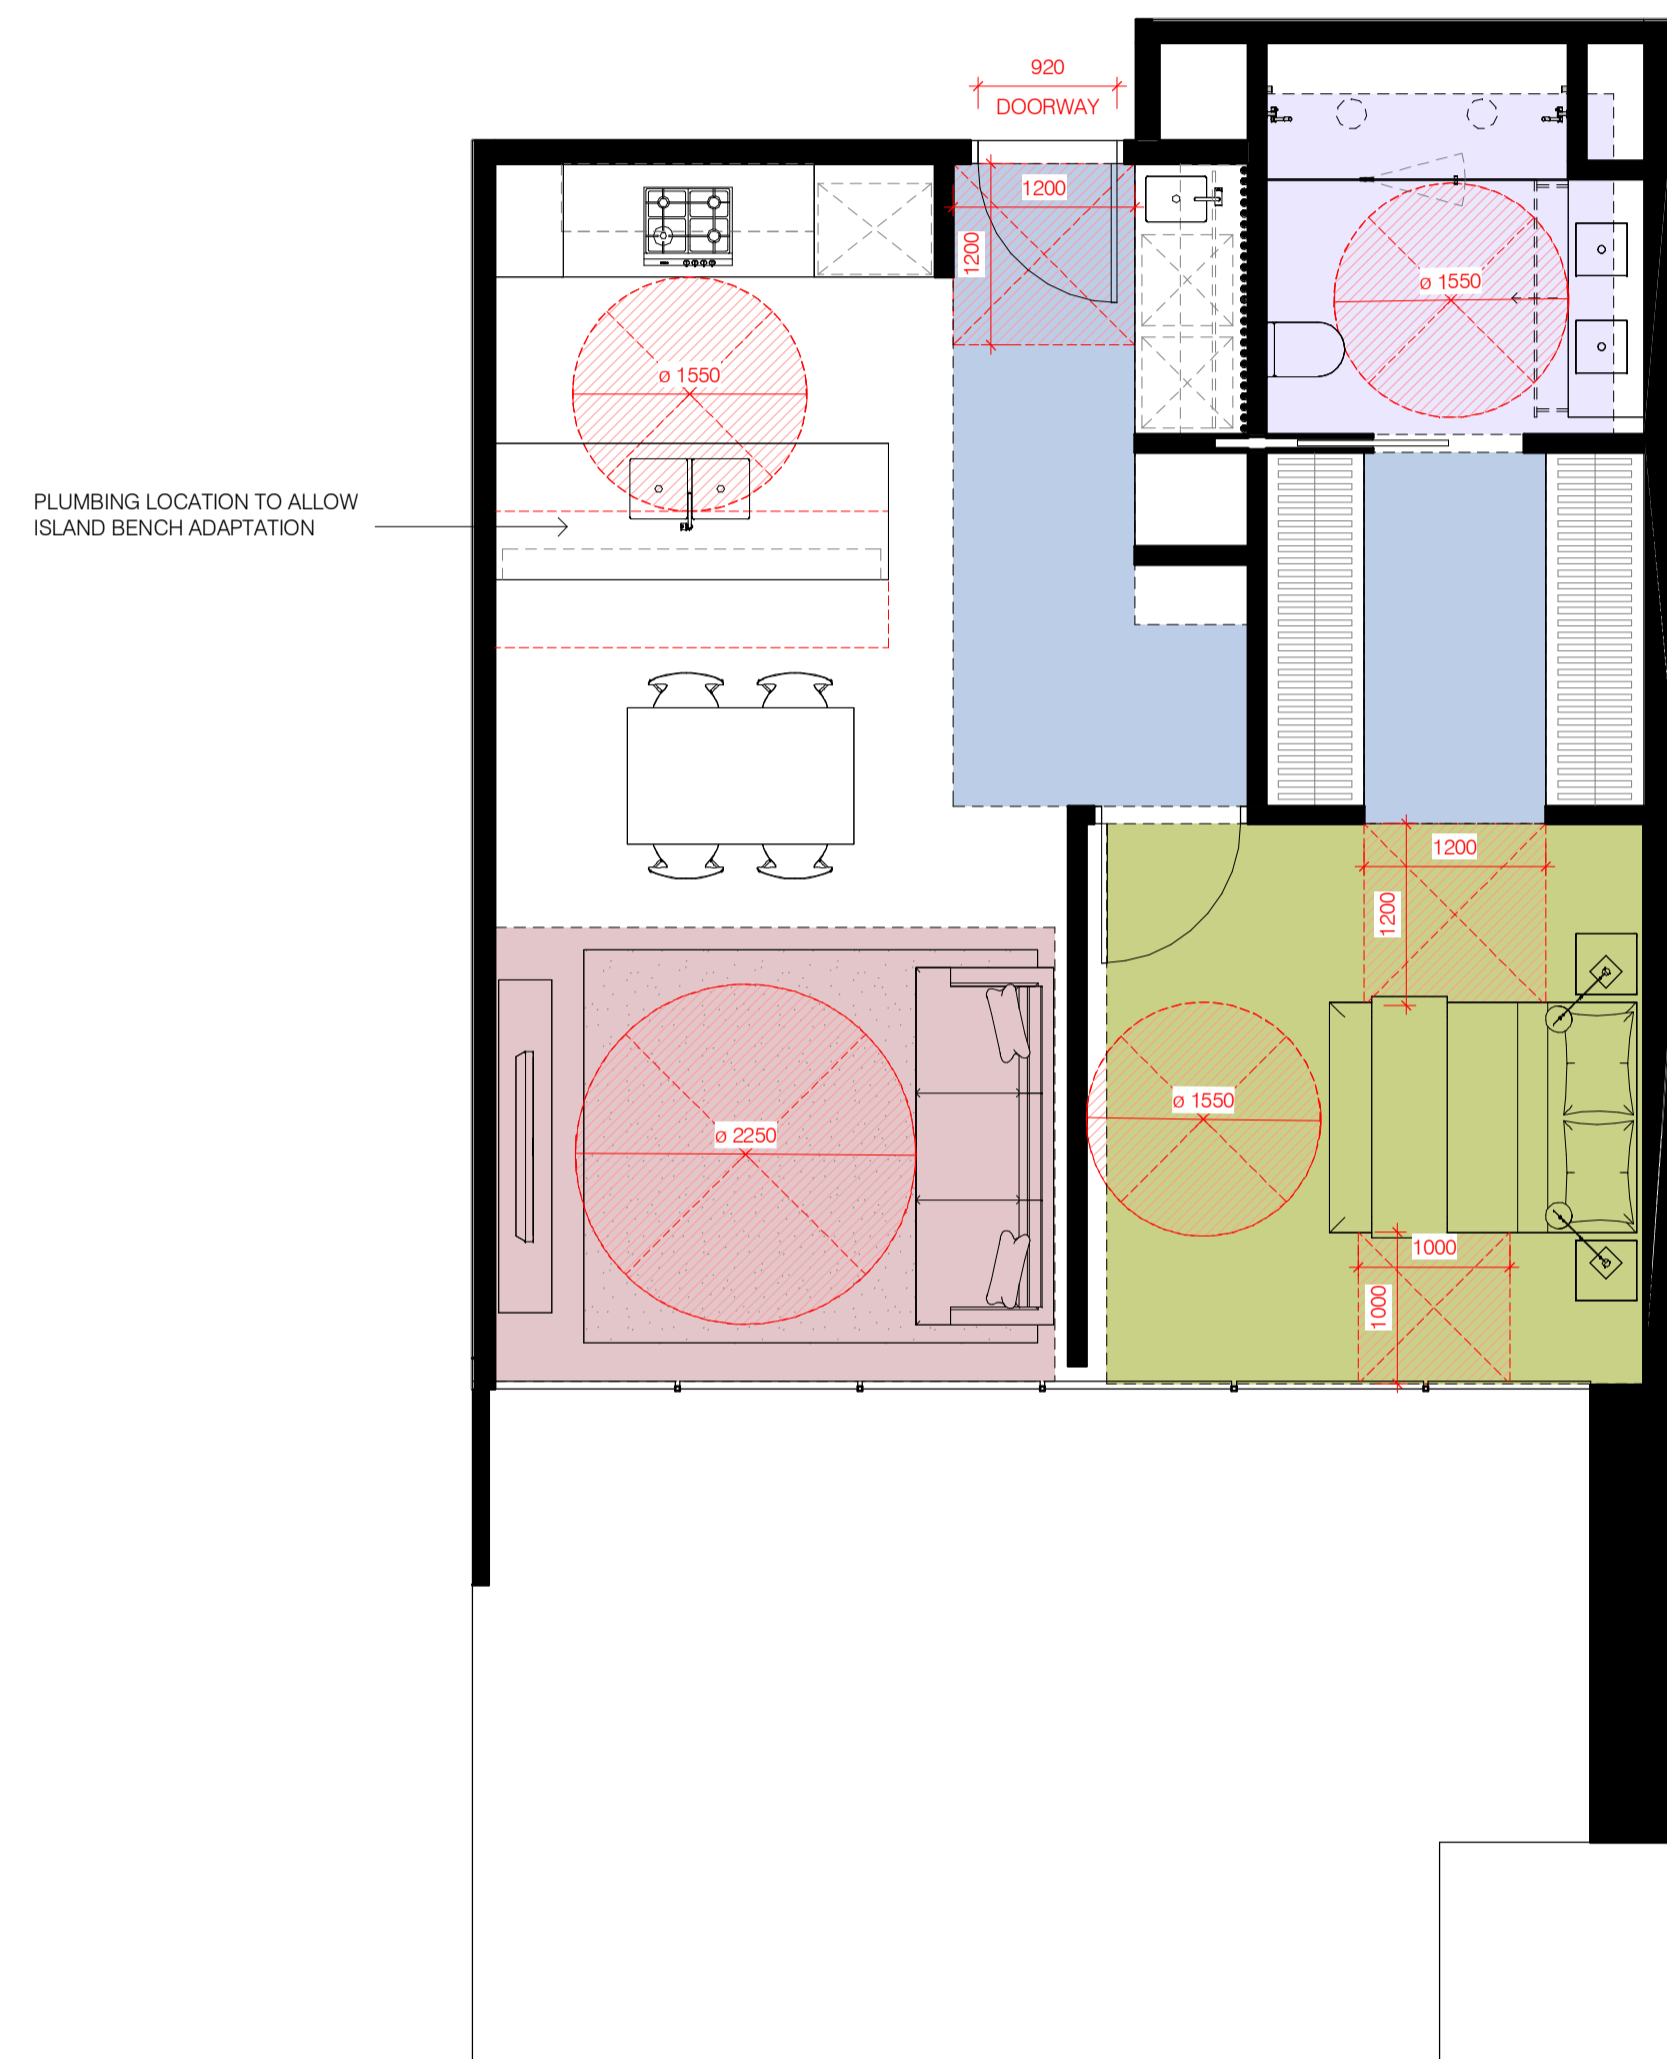 920
DOORWAY
1200
1200
ø 1550
ø 1550
PLUMBING LOCATION TO ALLOW
ISLAND BENCH ADAPTATION
1200
1200
ø 1550
ø 2250
1000
1000